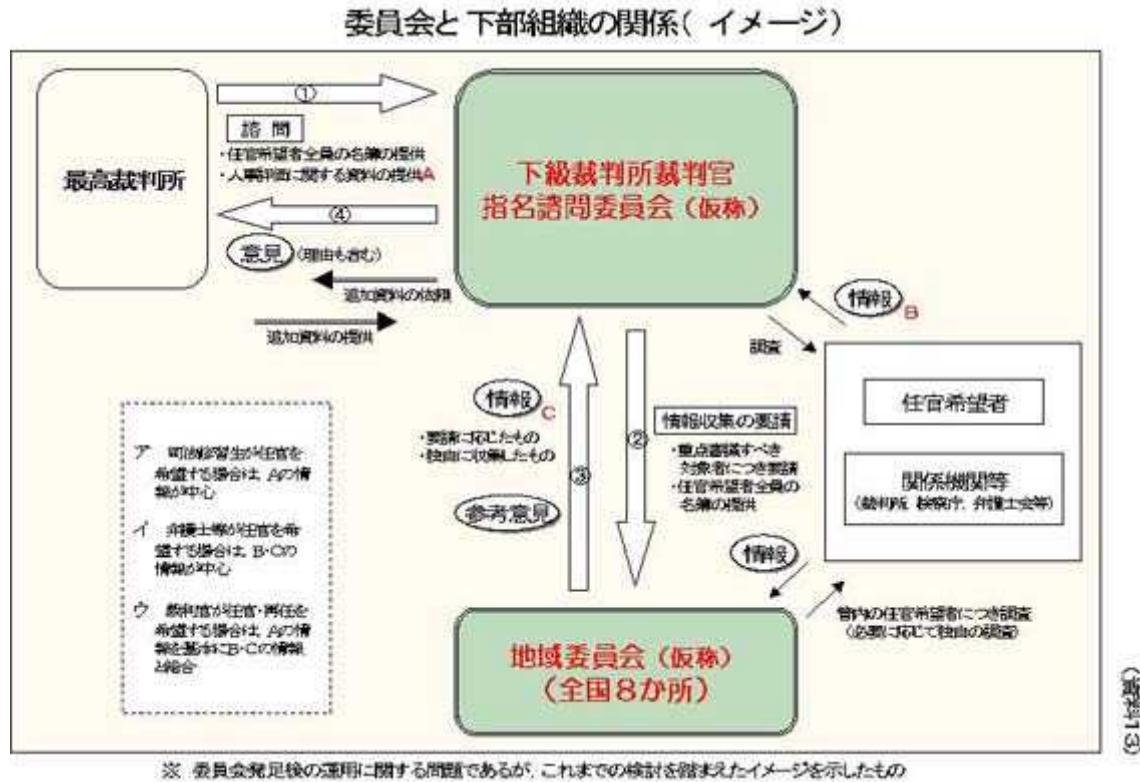 委員会と下部組織の関係(イメージ)
最高裁判所
①
諮問
・任官希望者全員の名簿の提供
・人事評価に関する資料の提供A
④
意見(理由も含む)
追加資料の依頼
追加資料の提供
下級裁判所裁判官
指名諮問委員会(仮称)
情報B
調査
任官希望者
関係機関等
(裁判所、検察庁、弁護士会等)
情報C
・要請に応じたもの
・独自に収集したもの
③
参考意見
②
情報収集の要請
・重点審議すべき
対象者につき要請
・任官希望者全員の
名簿の提供
情報
管内の任官希望者につき調査
(必要に応じて独自の調査)
ア 司法修習生が任官を
希望する場合は、Aの情
報が中心
イ 弁護士等が任官を希
望する場合は、B・Cの
情報が中心
ウ 裁判官が任官・再任を
希望する場合は、Aの情
報を基本にB・Cの情報
と総合
地域委員会(仮称)
(全国8か所)
(資料13)
※ 委員会発足後の運用に関する問題であるが、これまでの検討を踏まえたイメージを示したもの